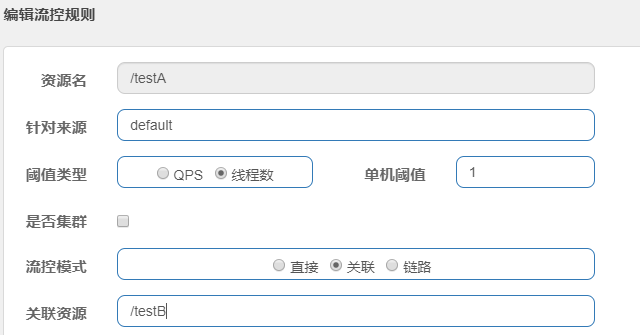 编辑流控规则
资源名 /testA
针对来源 default
阈值类型 QPS 线程数 单机阈值 1
是否集群
流控模式 直接 关联 链路
关联资源 /testB